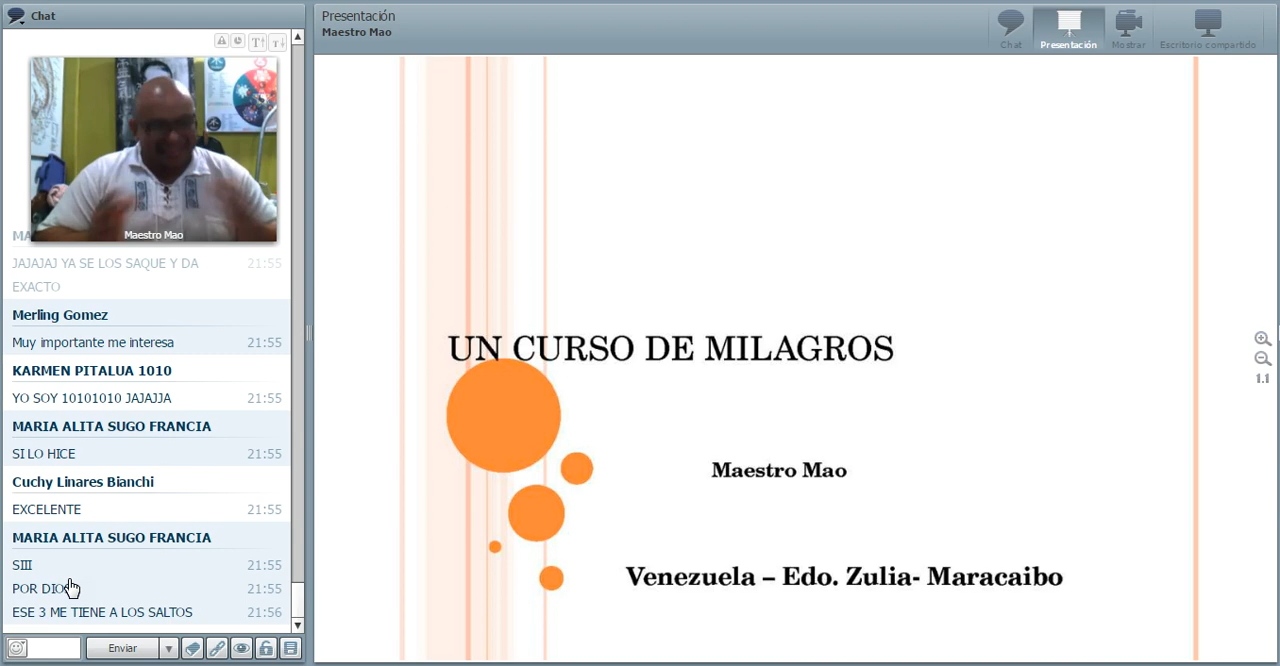 Chat
Maestro Mao
JAJAJAJ YA SE LOS SAQUE Y DA 21:55
EXACTO
Merling Gomez
Muy importante me interesa 21:55
KARMEN PITALUA 1010
YO SOY 10101010 JAJAJJA 21:55
MARIA ALITA SUGO FRANCIA
SI LO HICE 21:55
Cuchy Linares Bianchi
EXCELENTE 21:55
MARIA ALITA SUGO FRANCIA
SIII 21:55
POR DIO 21:55
ESE 3 ME TIENE A LOS SALTOS 21:56
Enviar
Presentación
Maestro Mao
Chat Presentación Mostrar Escritorio compartido
UN CURSO DE MILAGROS
Maestro Mao
Venezuela – Edo. Zulia- Maracaibo
1.1